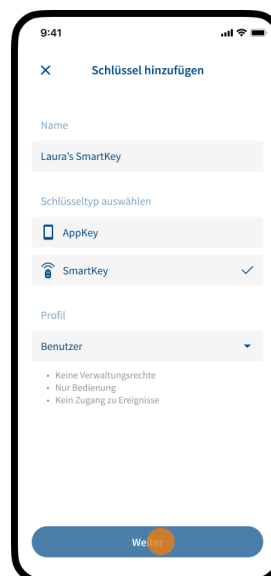 9:41
Schlüssel hinzufügen
Name
Laura's SmartKey
Schlüsseltyp auswählen
AppKey
SmartKey
Profil
Benutzer
• Keine Verwaltungsrechte
• Nur Bedienung
• Kein Zugang zu Ereignisse
Weiter